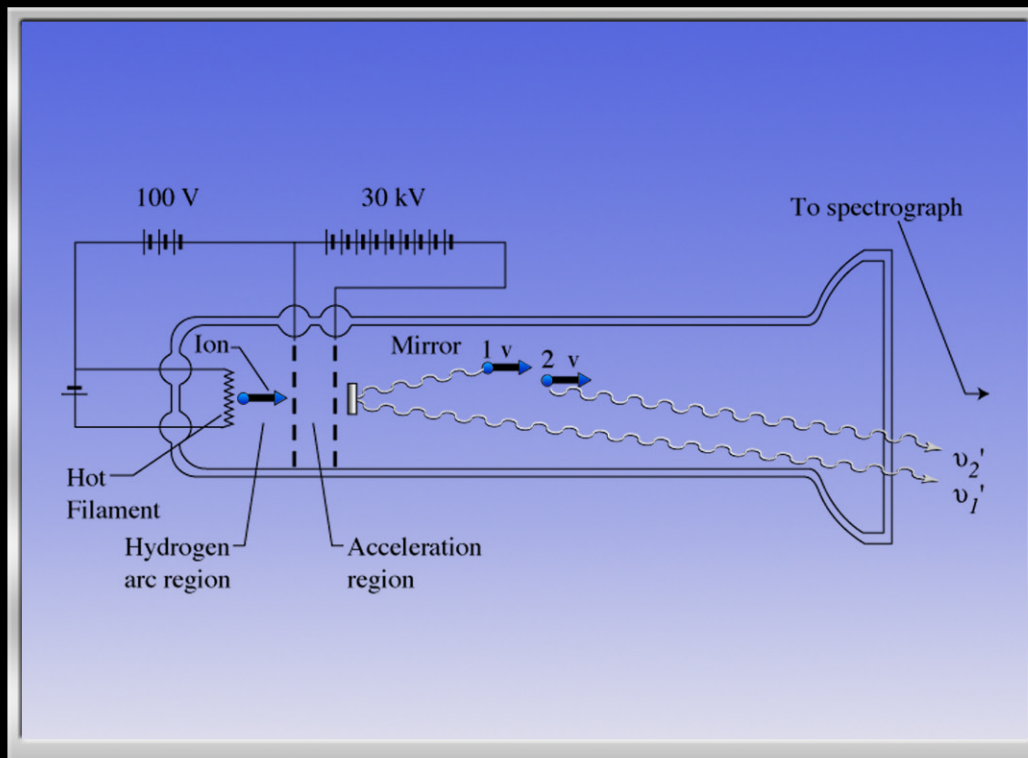 100 V
30 kV
To spectrograph
Ion
Mirror
1 v
2 v
Hot
Filament
Hydrogen
arc region
Acceleration
region
υ₂'
υ₁'